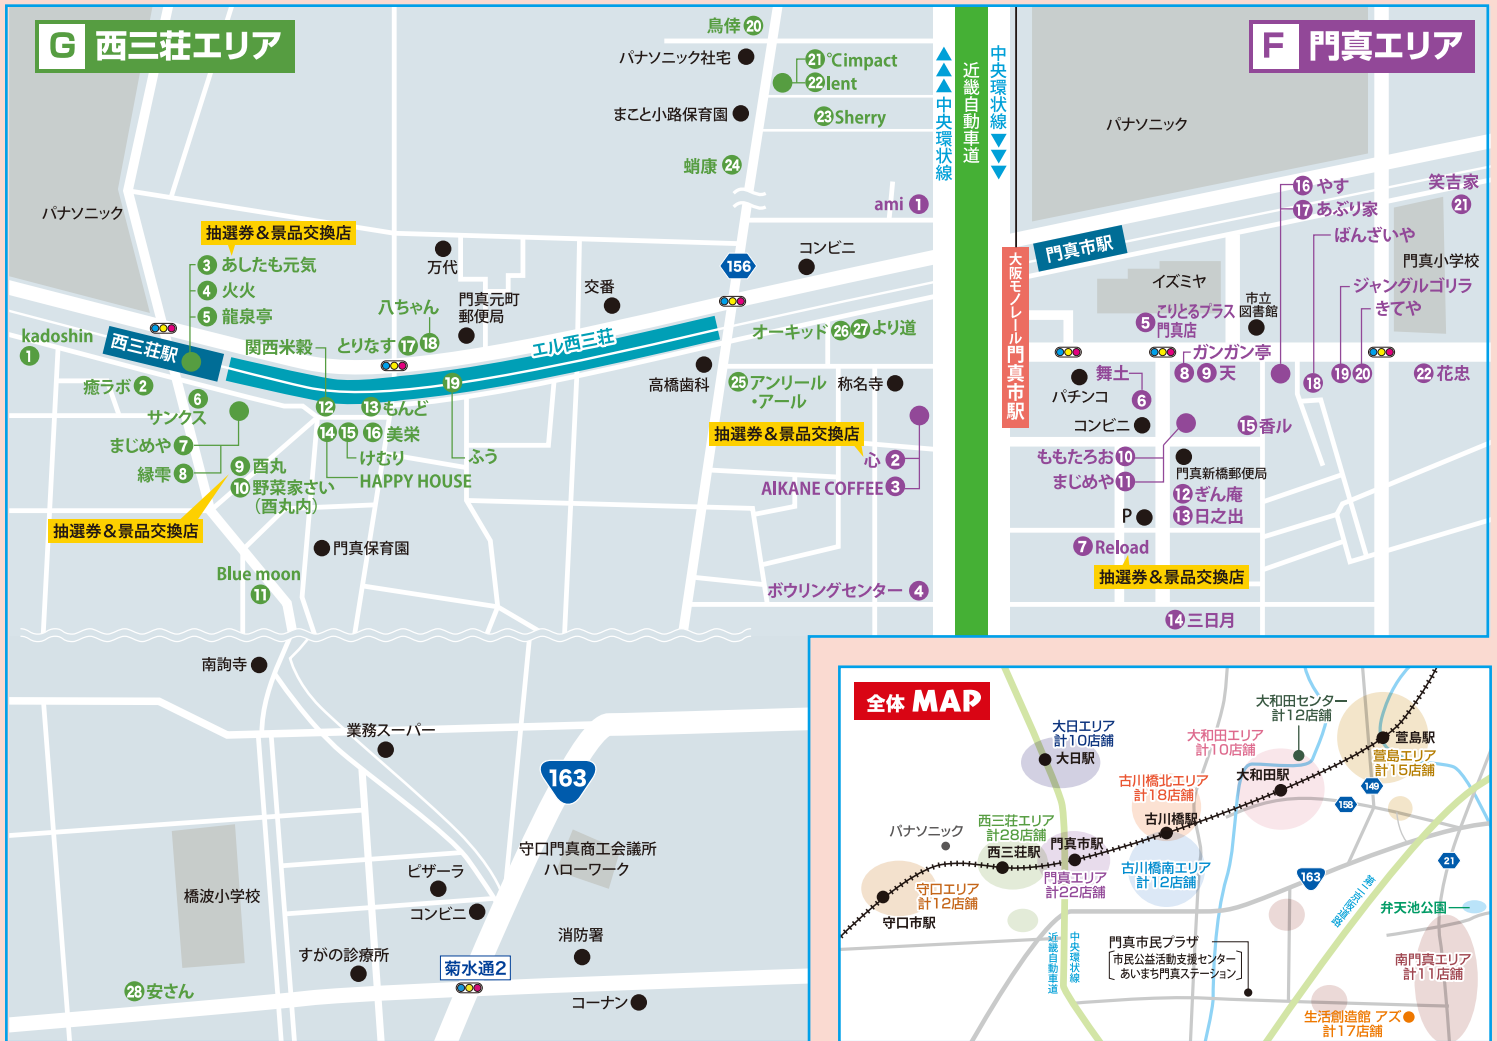 G 西三荘エリア
鳥倖 20
パナソニック社宅
21 ℃impact
22 lent
まこと小路保育園
23 Sherry
蛸康 24
ami 1
中央環状線
近畿自動車道
中央環状線
F 門真エリア
パナソニック
16 やす
17 あぶり家
笑吉家
21
ばんざいや
門真小学校
ジャングルゴリラ
きてや
門真市駅
大阪モノレール 門真市駅
イズミヤ
市立
図書館
5 こりとるプラス
門真店
ガンガン亭
8 9 天
18
19 20
22 花忠
舞土
6
パチンコ
コンビニ
15 香ル
ももたろお 10
まじめや 11
門真新橋郵便局
12 ぎん庵
13 日之出
P
7 Reload
抽選券&景品交換店
14 三日月
パナソニック
抽選券&景品交換店
3 あしたも元気
4 火火
5 龍泉亭
万代
門真元町
郵便局
交番
156
コンビニ
八ちゃん
とりなす 17 18
関西米穀
kadoshin
1
西三荘駅
エル西三荘
オーキッド 26 27 より道
高橋歯科
25 アンリール
・アール
称名寺
抽選券&景品交換店
心 2
AIKANE COFFEE 3
癒ラボ 2
6
サンクス
まじめや 7
縁雫 8
12
13 もんど
19
14 15 16 美栄
けむり
ふう
HAPPY HOUSE
9 酉丸
10 野菜家さい
(酉丸内)
抽選券&景品交換店
門真保育園
Blue moon
11
ボウリングセンター 4
南詢寺
業務スーパー
163
守口門真商工会議所
ハローワーク
ピザーラ
コンビニ
橋波小学校
消防署
すがの診療所
菊水通2
28 安さん
コーナン
全体 MAP
大日エリア
計10店舗
大日駅
大和田センター
計12店舗
大和田エリア
計10店舗
大和田駅
萱島駅
萱島エリア
計15店舗
149
158
古川橋北エリア
計18店舗
古川橋駅
パナソニック
西三荘エリア
計28店舗
西三荘駅
門真市駅
門真エリア
計22店舗
古川橋南エリア
計12店舗
守口エリア
計12店舗
守口市駅
163
21
第二京阪道路
弁天池公園
近畿自動車道
中央環状線
門真市民プラザ
市民公益活動支援センター
あいまち門真ステーション
南門真エリア
計11店舗
生活創造館 アズ
計17店舗